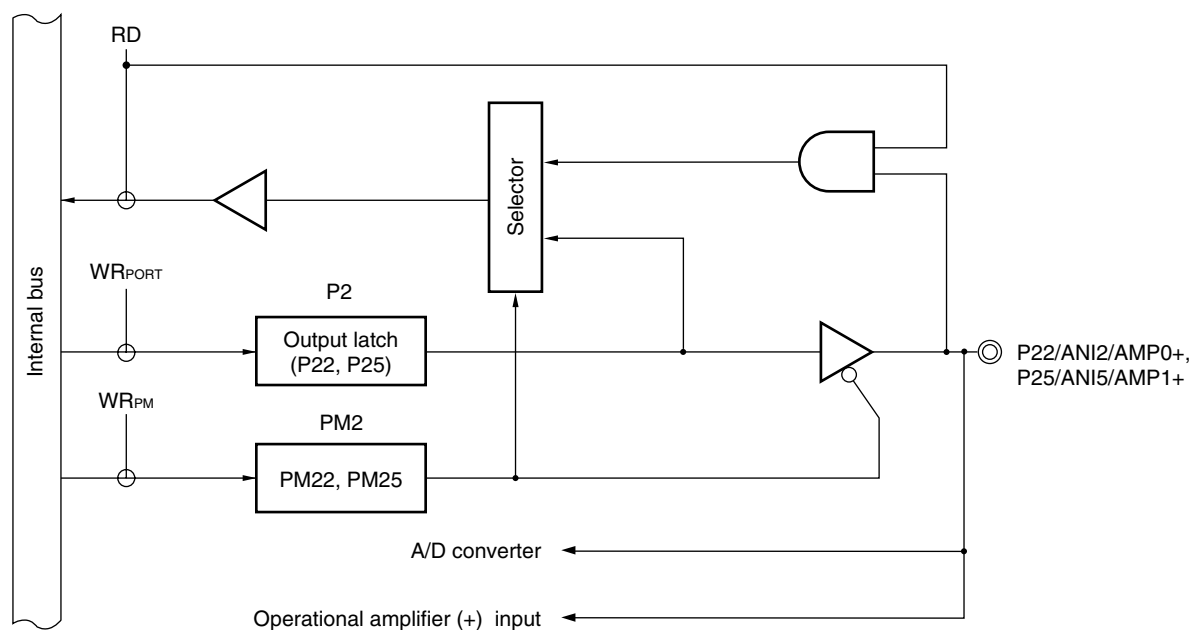 RD
Selector
Internal bus
WRPORT
P2
Output latch
(P22, P25)
P22/ANI2/AMP0+,
P25/ANI5/AMP1+
WRPM
PM2
PM22, PM25
A/D converter
Operational amplifier (+) input